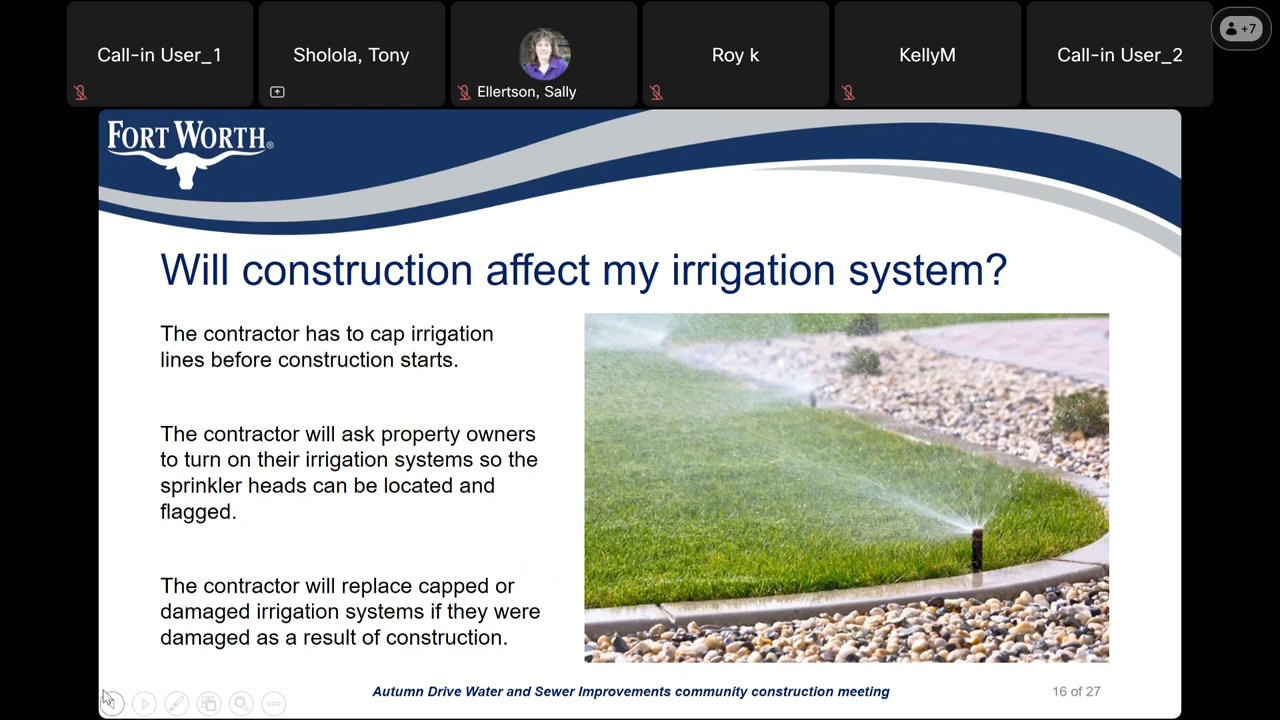 Call-in User_1
Sholola, Tony
Ellertson, Sally
Roy k
KellyM
Call-in User_2
+7
FORT WORTH®
Will construction affect my irrigation system?
The contractor has to cap irrigation
lines before construction starts.
The contractor will ask property owners
to turn on their irrigation systems so the
sprinkler heads can be located and
flagged.
The contractor will replace capped or
damaged irrigation systems if they were
damaged as a result of construction.
Autumn Drive Water and Sewer Improvements community construction meeting
16 of 27